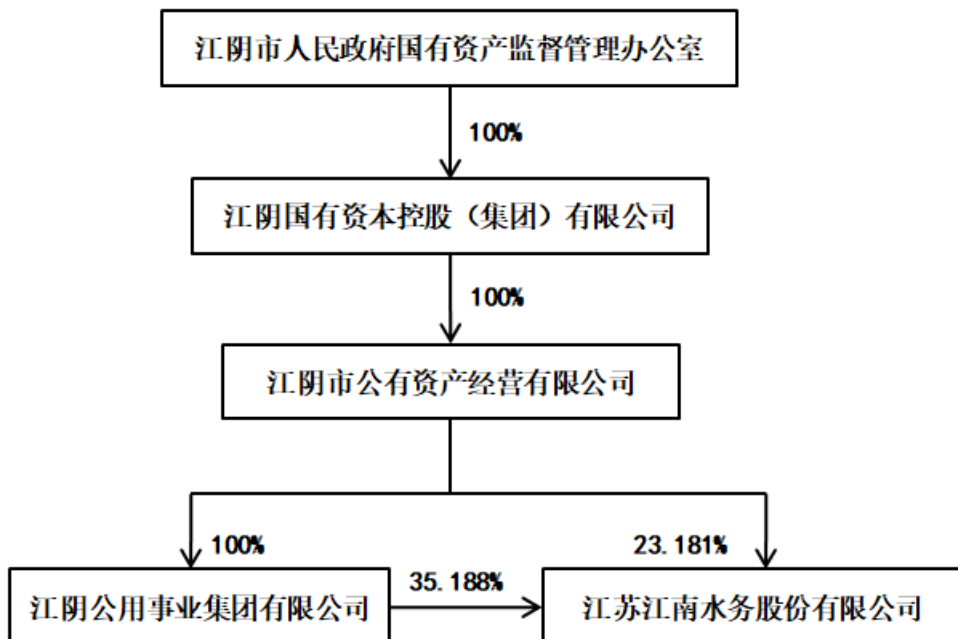 江阴市人民政府国有资产监督管理办公室
100%
江阴国有资本控股（集团）有限公司
100%
江阴市公有资产经营有限公司
100%
23.181%
江阴公用事业集团有限公司
35.188%
江苏江南水务股份有限公司